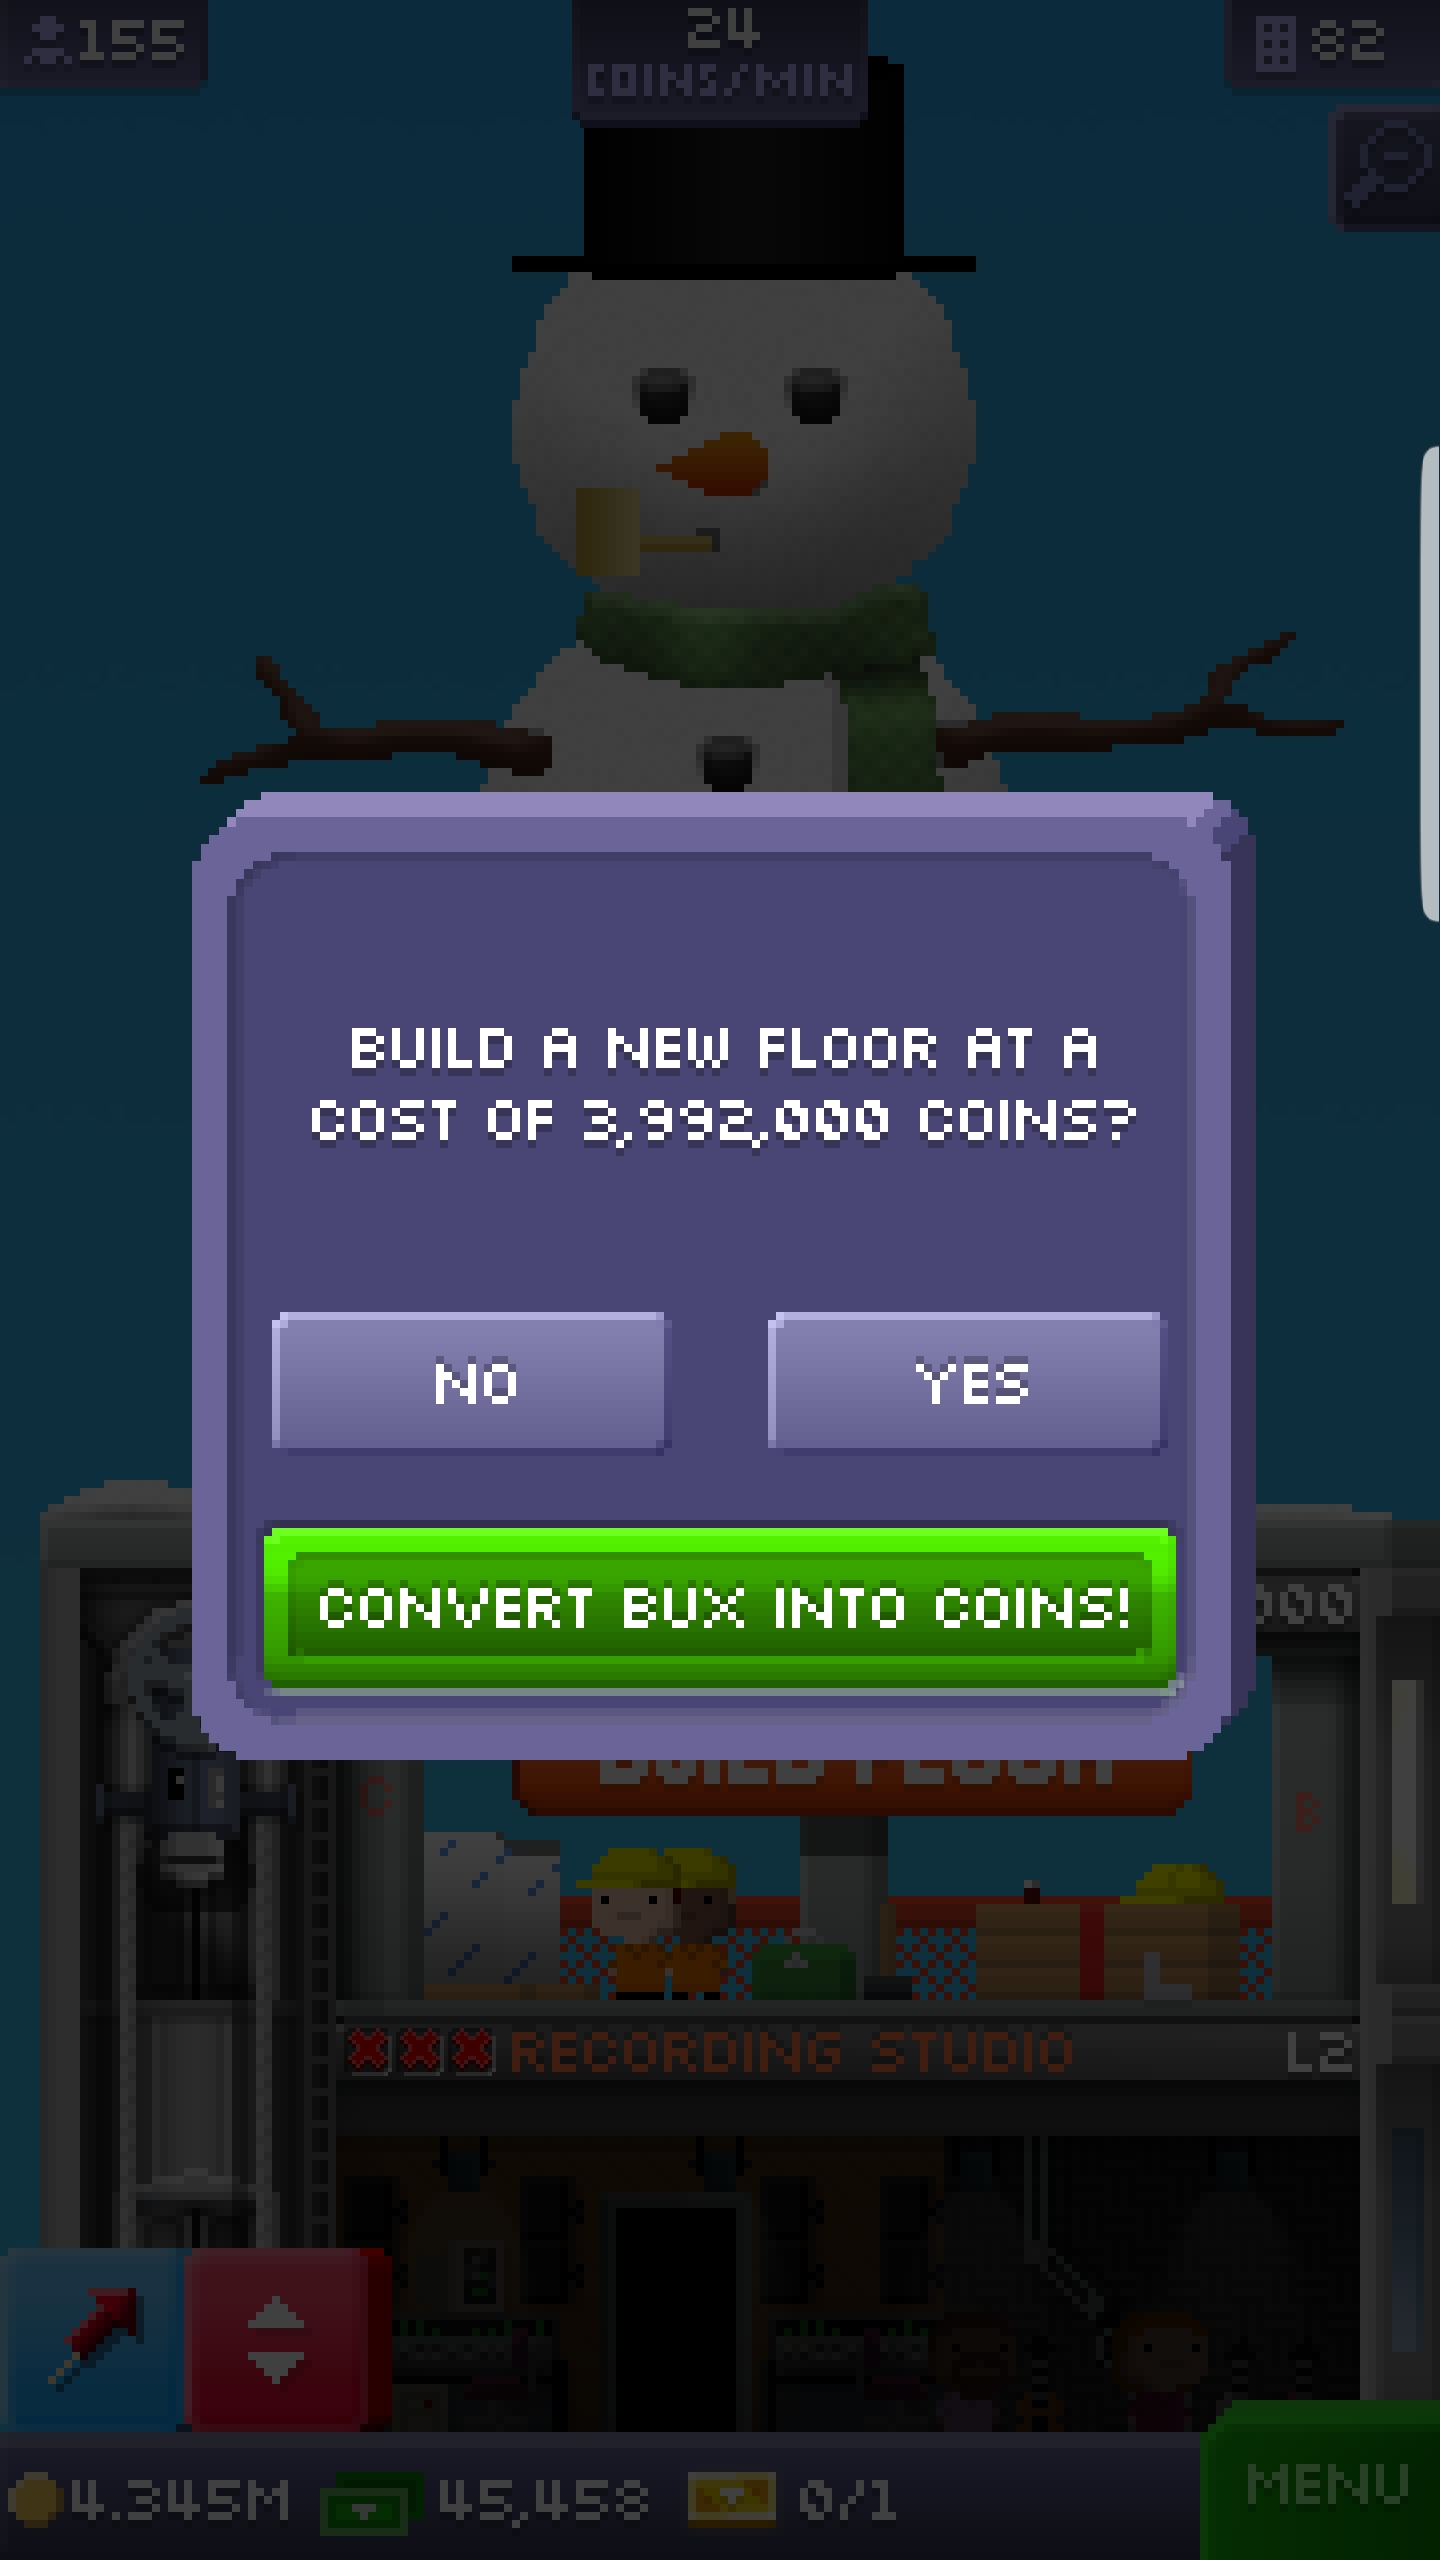 155
24
COINS/MIN
82
BUILD A NEW FLOOR AT A
COST OF 3,992,000 COINS?
NO
YES
CONVERT BUX INTO COINS!
000
BUILD FLOOR
C
B
RECORDING STUDIO
L2
4.345M
45,458
0/1
MENU